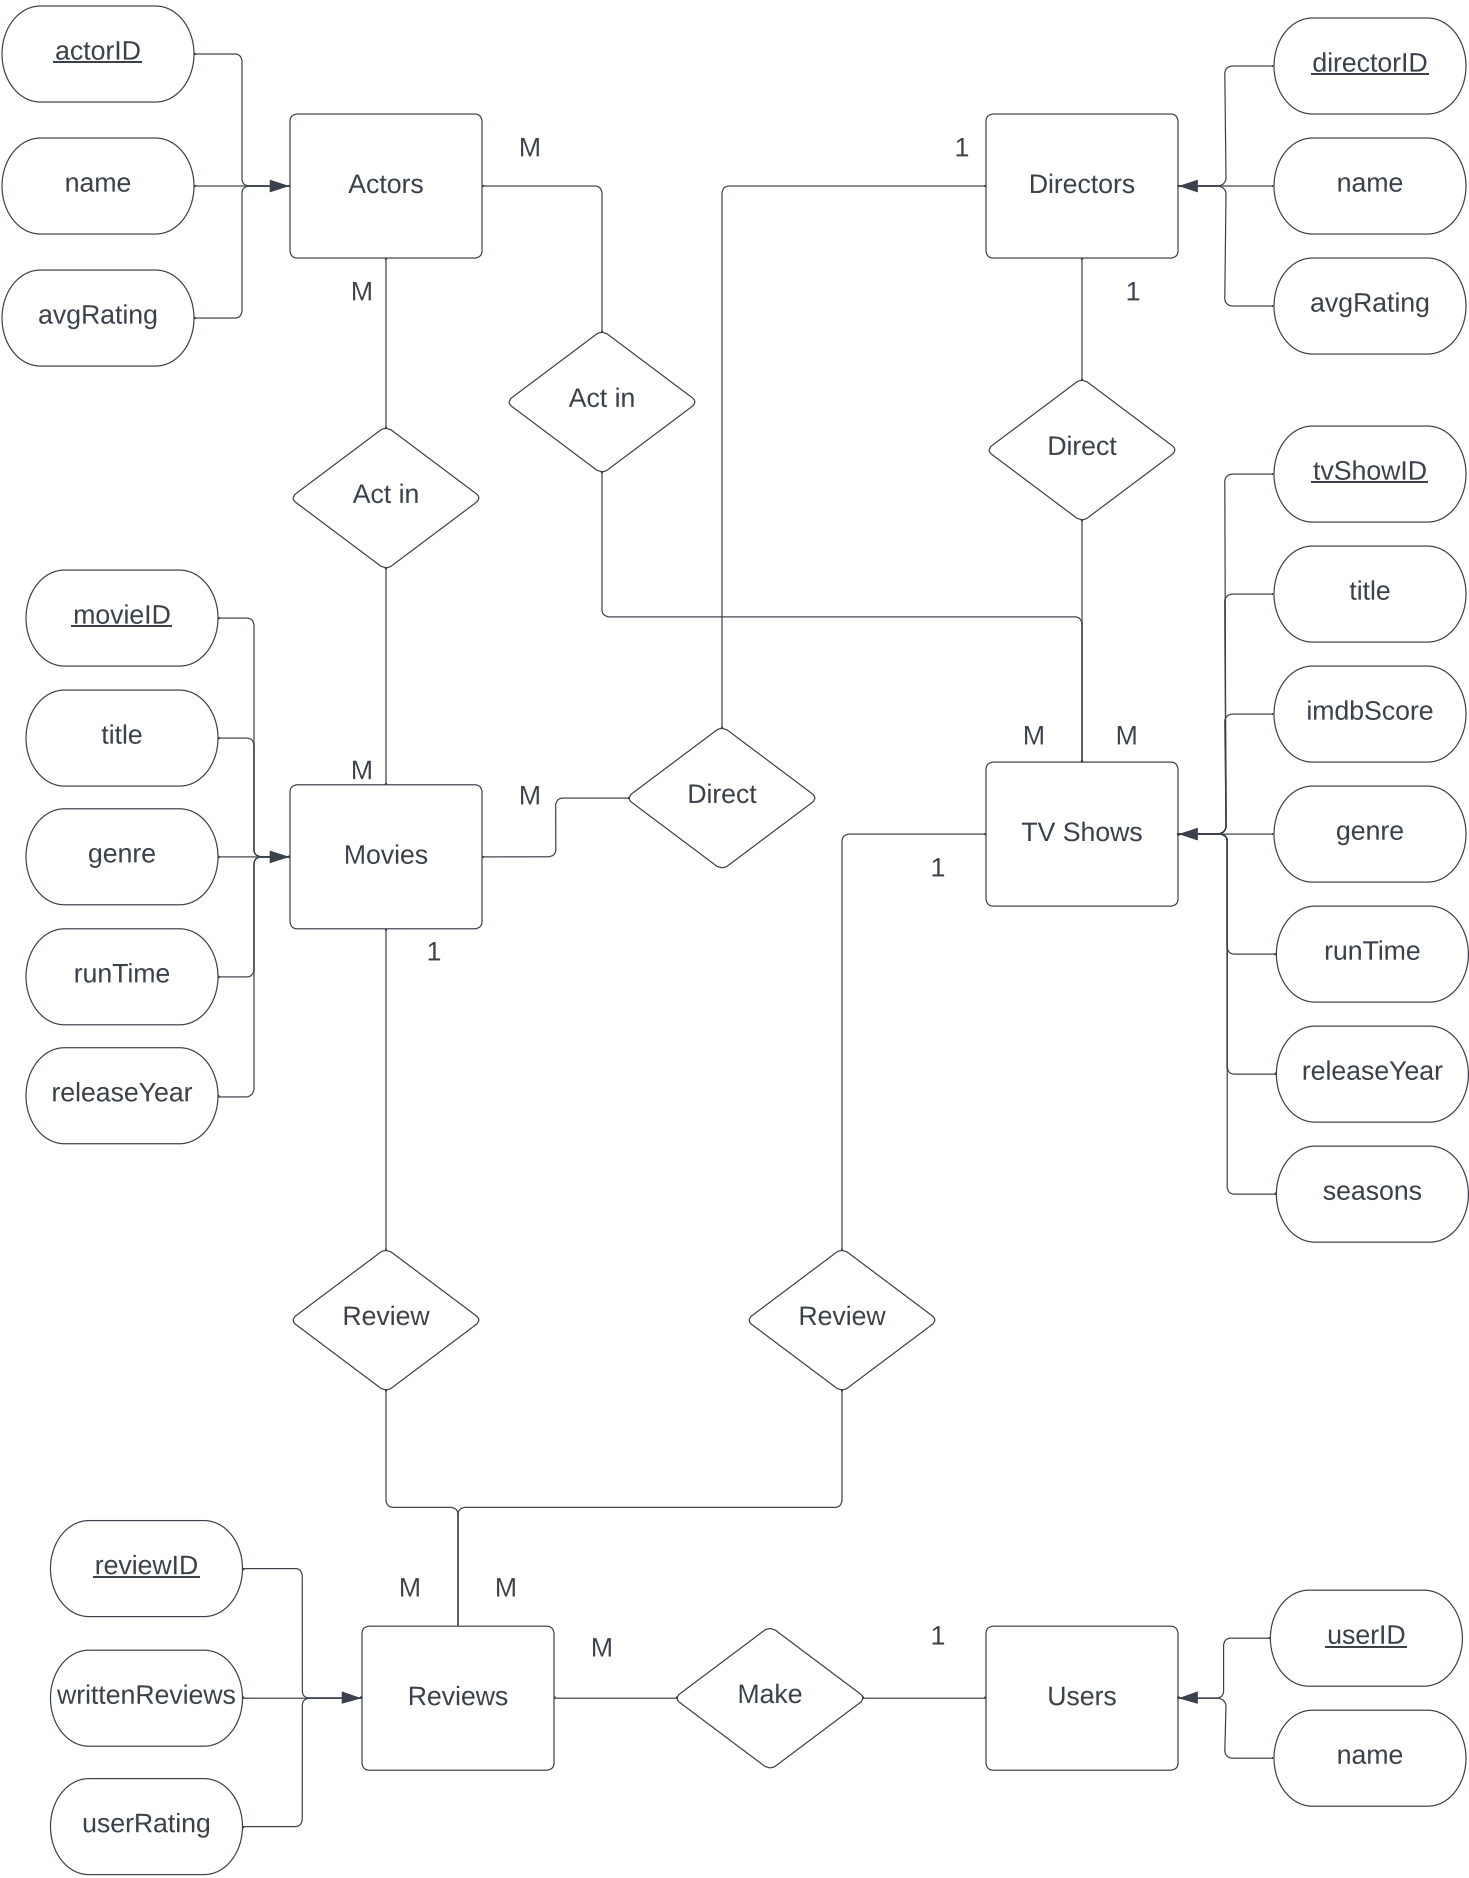 actorID
directorID
M
1
name
Actors
Directors
name
M
1
avgRating
avgRating
Act in
Direct
tvShowID
Act in
title
movieID
imdbScore
title
M
M
M
M
Direct
genre
TV Shows
genre
Movies
1
1
runTime
runTime
releaseYear
releaseYear
seasons
Review
Review
reviewID
M
M
M
1
userID
writtenReviews
Reviews
Make
Users
name
userRating